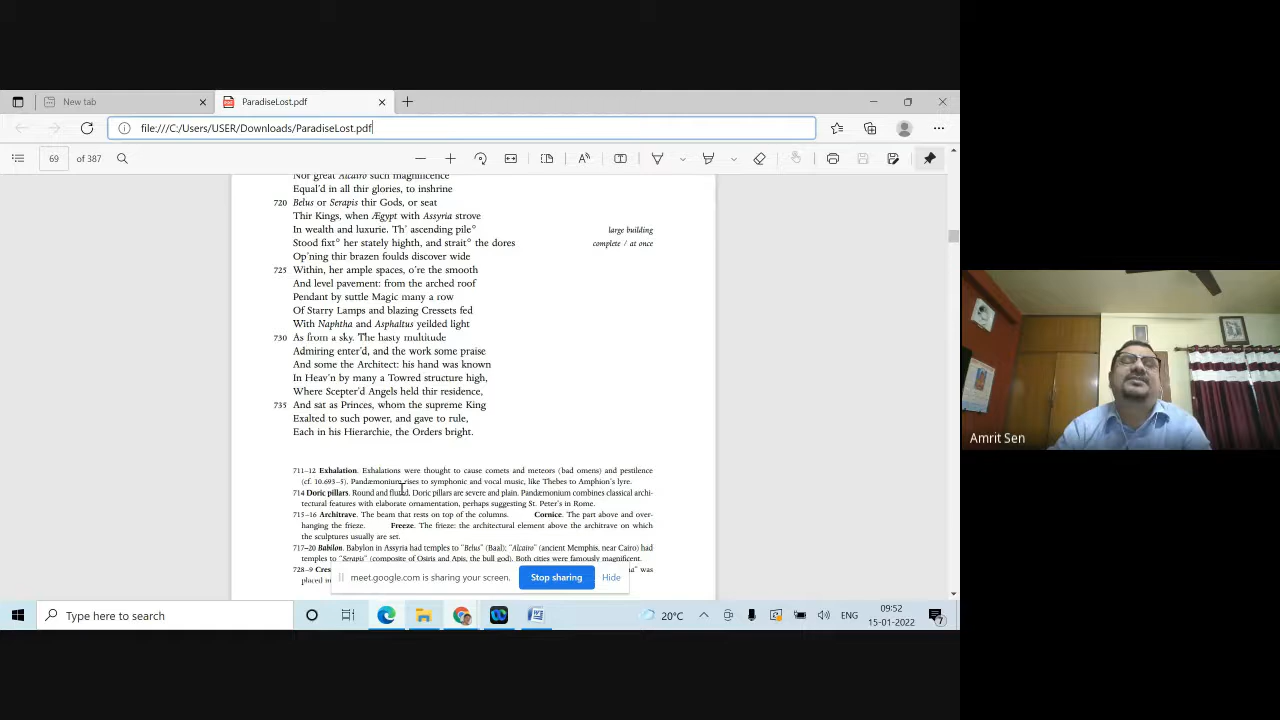 New tab
ParadiseLost.pdf
file:///C:/Users/USER/Downloads/ParadiseLost.pdf
69 of 387
Nor great Alcairo such magnificence
Equal'd in all thir glories, to inshrine
720 Belus or Serapis thir Gods, or seat
Thir Kings, when Ægypt with Assyria strove
In wealth and luxurie. Th' ascending pile° large building
Stood fixt° her stately highth, and strait° the dores complete / at once
Op'ning thir brazen foulds discover wide
725 Within, her ample spaces, o're the smooth
And level pavement: from the arched roof
Pendant by suttle Magic many a row
Of Starry Lamps and blazing Cressets fed
With Naphtha and Asphaltus yeilded light
730 As from a sky. The hasty multitude
Admiring enter'd, and the work some praise
And some the Architect: his hand was known
In Heav'n by many a Towred structure high,
Where Scepter'd Angels held thir residence,
735 And sat as Princes, whom the supreme King
Exalted to such power, and gave to rule,
Each in his Hierarchie, the Orders bright.
711–12 Exhalation. Exhalations were thought to cause comets and meteors (bad omens) and pestilence
(cf. 10.693–5). Pandæmonium rises to symphonic and vocal music, like Thebes to Amphion's lyre.
714 Doric pillars. Round and fluted, Doric pillars are severe and plain. Pandæmonium combines classical archi-
tectural features with elaborate ornamentation, perhaps suggesting St. Peter's in Rome.
715–16 Architrave. The beam that rests on top of the columns. Cornice. The part above and over-
hanging the frieze. Freeze. The frieze: the architectural element above the architrave on which
the sculptures usually are set.
717–20 Babilon. Babylon in Assyria had temples to "Belus" (Baal); "Alcairo" (ancient Memphis, near Cairo) had
temples to "Serapis" (composite of Osiris and Apis, the bull god). Both cities were famously magnificent.
728–9 Cres was
placed
meet.google.com is sharing your screen. Stop sharing Hide
Amrit Sen
Type here to search
20°C
ENG
09:52
15-01-2022
7